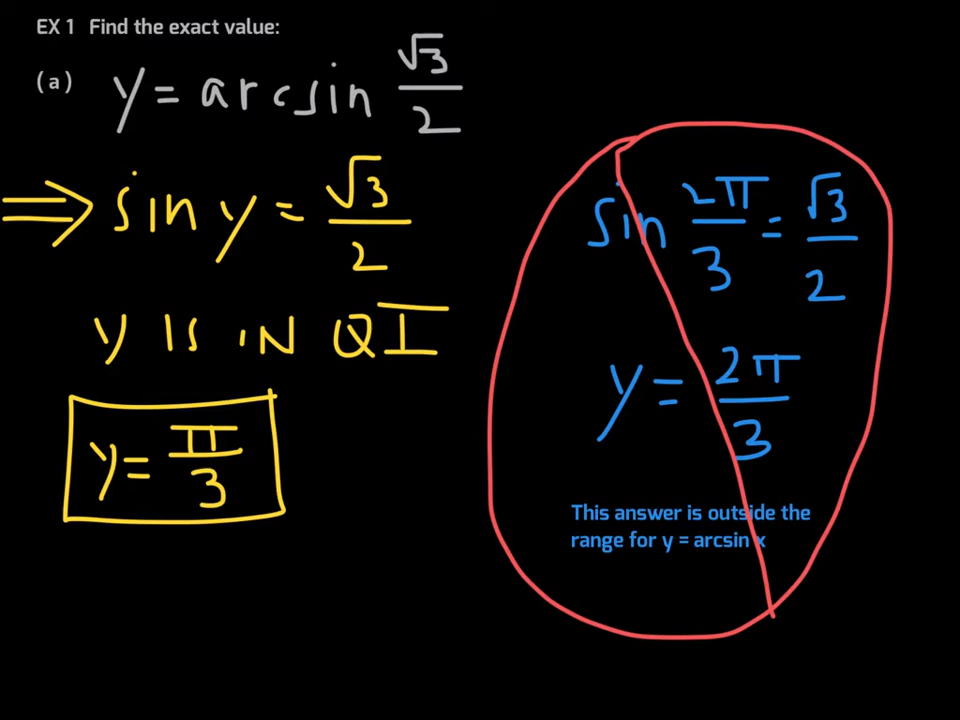 EX 1 Find the exact value:
(a) y = arcsin √3/2
⇒ sin y = √3/2
y IS IN QI
y = π/3
sin 2π/3 = √3/2
y = 2π/3
This answer is outside the
range for y = arcsin x